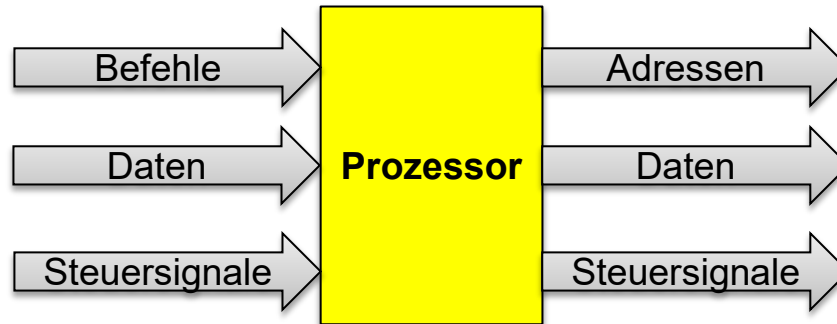 Befehle
Adressen
Daten
Prozessor
Daten
Steuersignale
Steuersignale